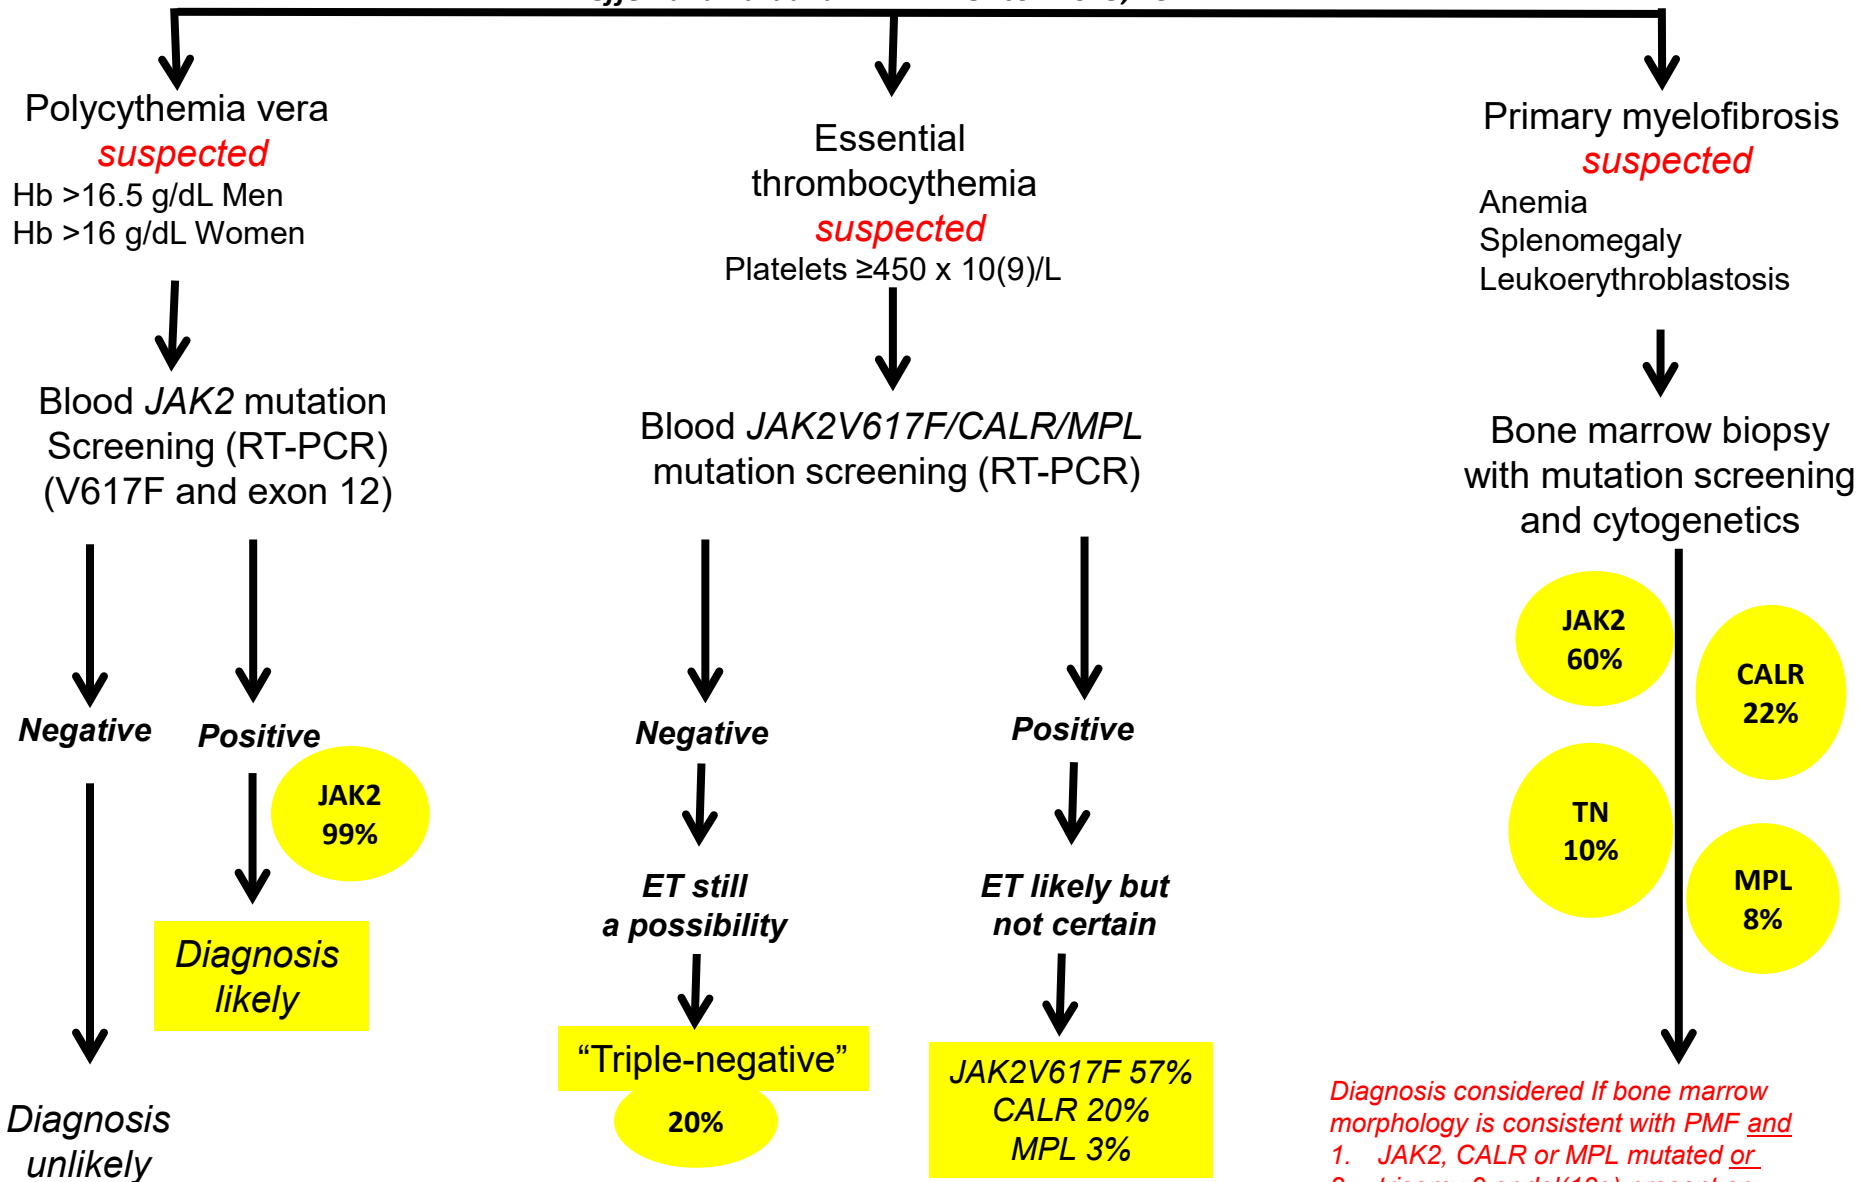 Polycythemia vera
suspected
Hb >16.5 g/dL Men
Hb >16 g/dL Women
Blood JAK2 mutation
Screening (RT-PCR)
(V617F and exon 12)
Negative
Positive
JAK2
99%
Diagnosis
likely
Diagnosis
unlikely
Essential
thrombocythemia
suspected
Platelets ≥450 x 10(9)/L
Blood JAK2V617F/CALR/MPL
mutation screening (RT-PCR)
Negative
Positive
ET still
a possibility
ET likely but
not certain
“Triple-negative”
20%
JAK2V617F 57%
CALR 20%
MPL 3%
Primary myelofibrosis
suspected
Anemia
Splenomegaly
Leukoerythroblastosis
Bone marrow biopsy
with mutation screening
and cytogenetics
JAK2
60%
CALR
22%
TN
10%
MPL
8%
Diagnosis considered If bone marrow
morphology is consistent with PMF and
1. JAK2, CALR or MPL mutated or